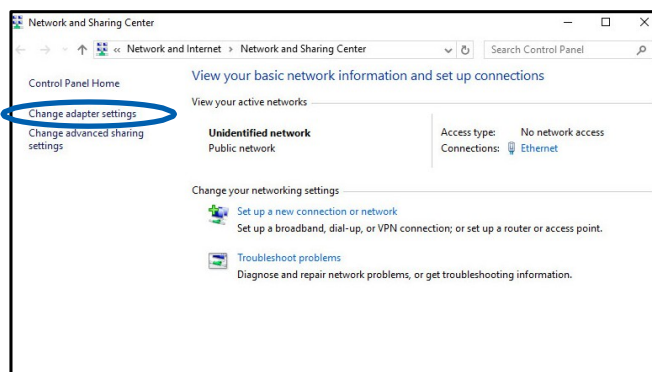 Network and Sharing Center
« Network and Internet > Network and Sharing Center
Search Control Panel
Control Panel Home
Change adapter settings
Change advanced sharing
settings
View your basic network information and set up connections
View your active networks
Unidentified network
Public network
Access type: No network access
Connections: Ethernet
Change your networking settings
Set up a new connection or network
Set up a broadband, dial-up, or VPN connection; or set up a router or access point.
Troubleshoot problems
Diagnose and repair network problems, or get troubleshooting information.